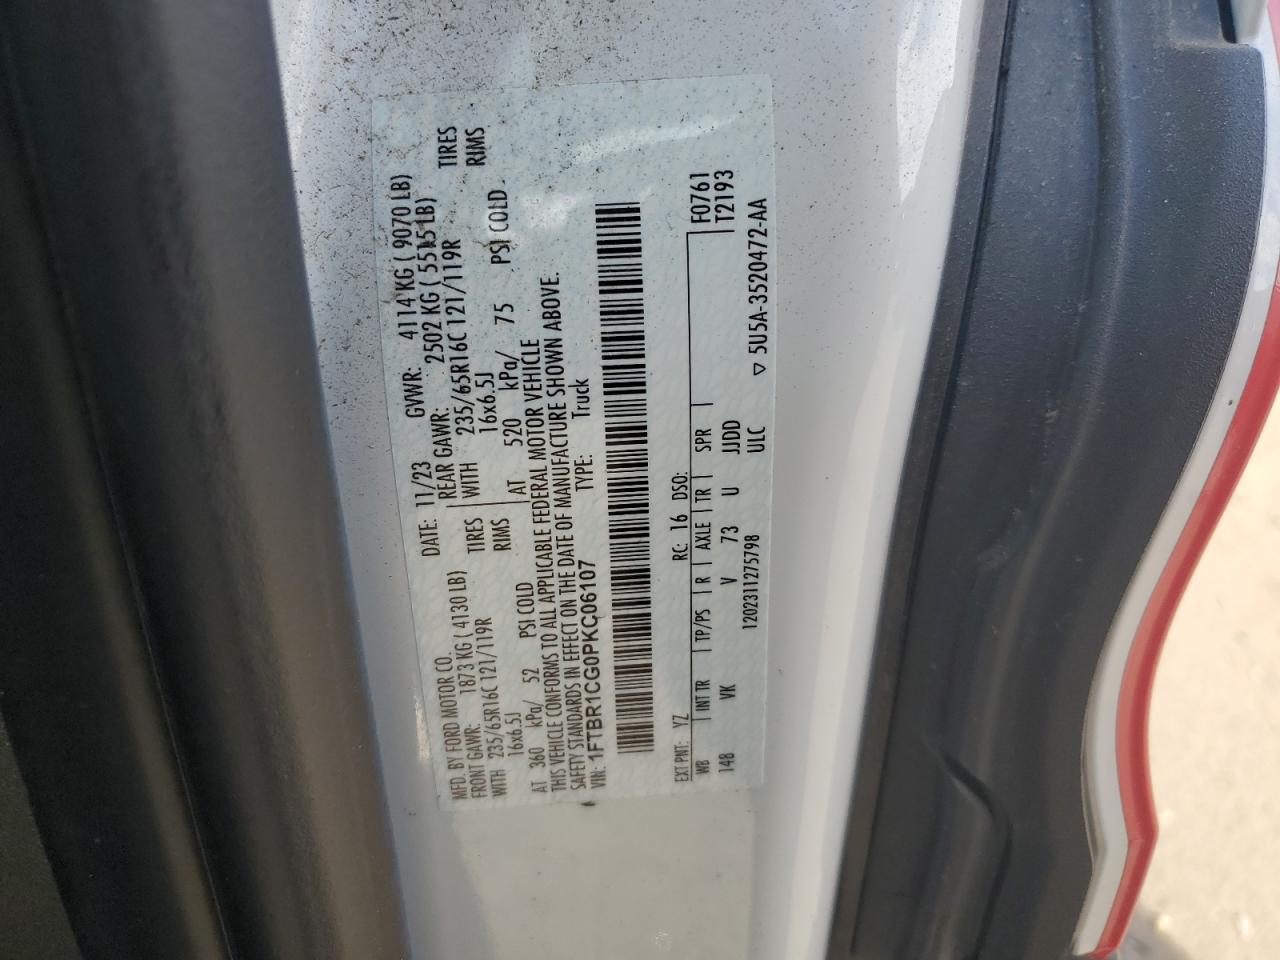 MFD. BY FORD MOTOR CO.
DATE: 11/23 GVWR: 4114 KG ( 9070 LB)
FRONT GAWR: 1873 KG ( 4130 LB) REAR GAWR: 2502 KG ( 5515 LB)
WITH 235/65R16C 121/119R TIRES WITH 235/65R16C 121/119R TIRES
16x6.5J RIMS 16x6.5J RIMS
AT 360 kPa/ 52 PSI COLD AT 520 kPa/ 75 PSI COLD
THIS VEHICLE CONFORMS TO ALL APPLICABLE FEDERAL MOTOR VEHICLE
SAFETY STANDARDS IN EFFECT ON THE DATE OF MANUFACTURE SHOWN ABOVE.
VIN: 1FTBR1CG0PKC06107 TYPE: Truck
EXT PNT: YZ RC: 16 DSO: F0761
WB INT TR TP/PS R AXLE TR SPR T2193
148 VK V 73 U JJDD
1202311275798 ULC ▽ 5U5A-3520472-AA